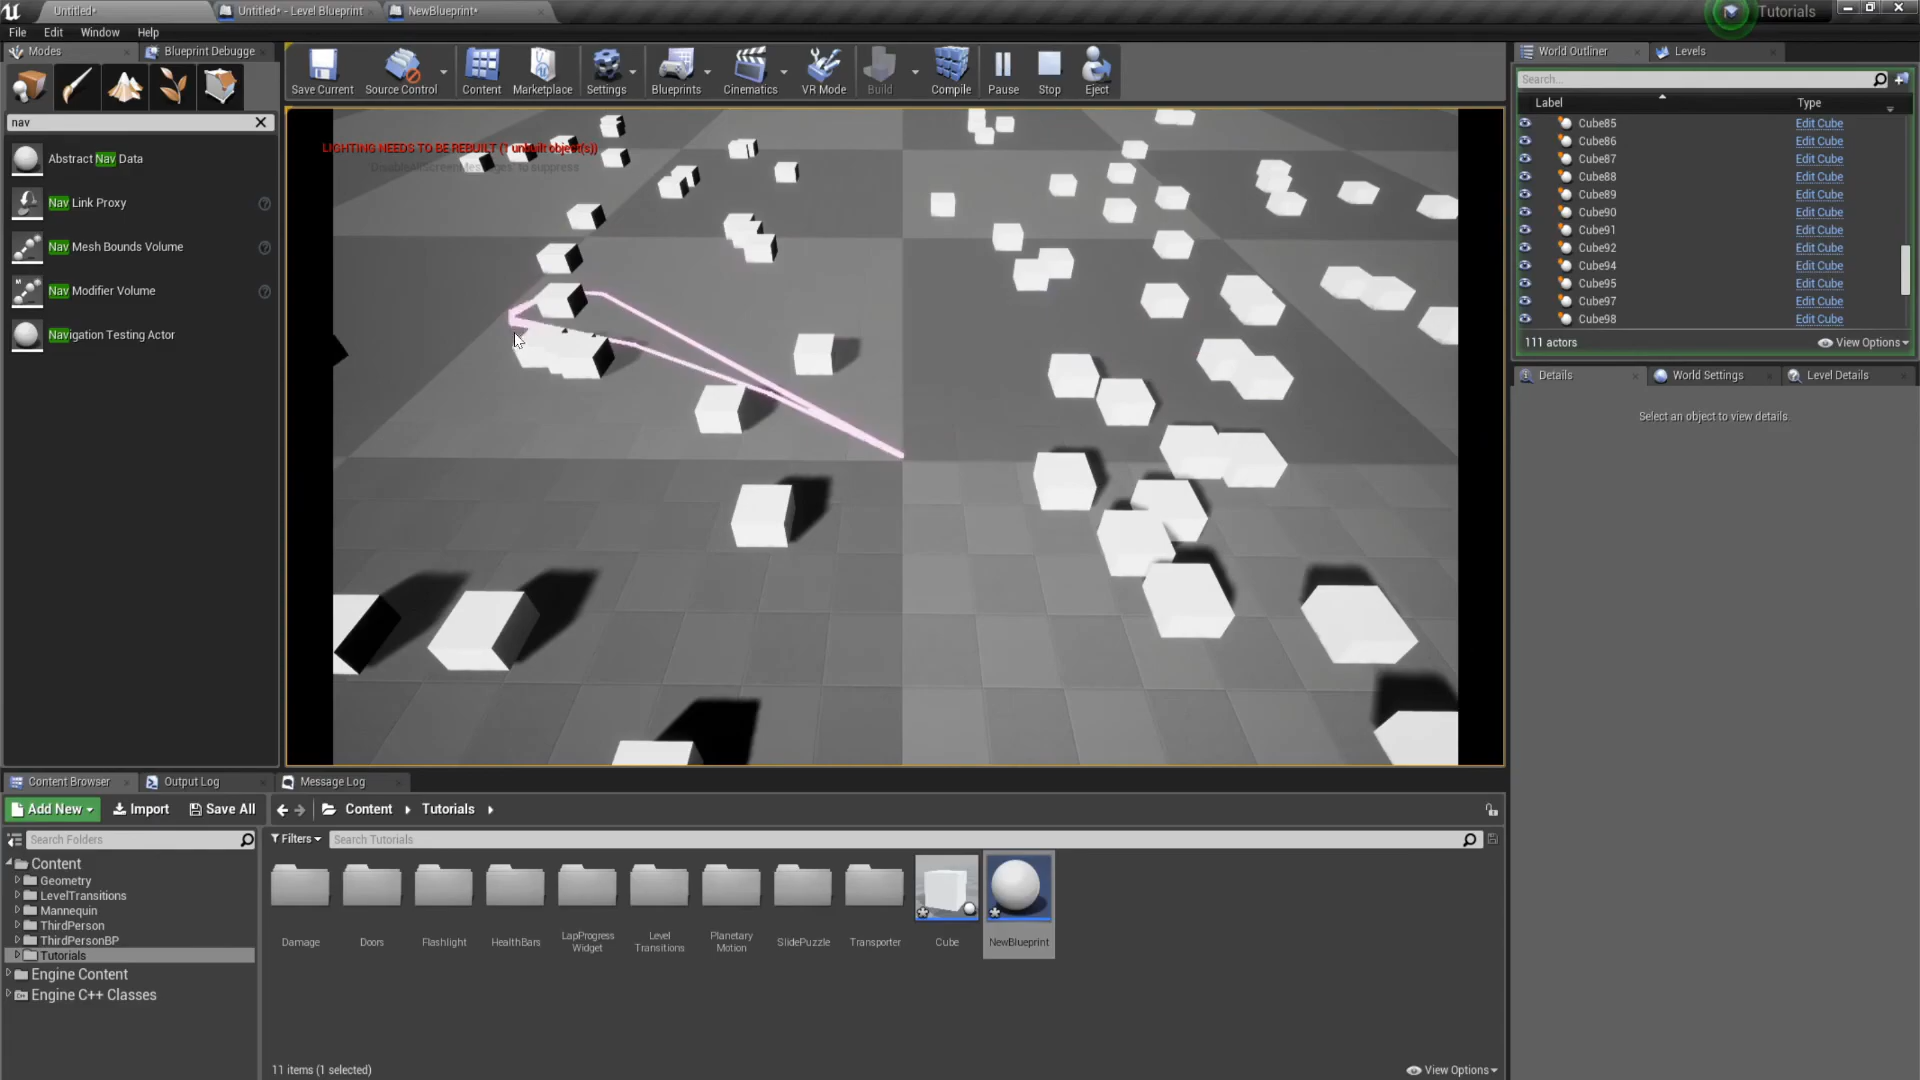 Untitled*
Untitled* - Level Blueprint
NewBlueprint*
Tutorials
File
Edit
Window
Help
Modes
Blueprint Debugge
nav
Abstract Nav Data
Nav Link Proxy
Nav Mesh Bounds Volume
Nav Modifier Volume
Navigation Testing Actor
Save Current
Source Control
Content
Marketplace
Settings
Blueprints
Cinematics
VR Mode
Build
Compile
Pause
Stop
Eject
LIGHTING NEEDS TO BE REBUILT (1 unbuilt object(s))
'DisableAllScreenMessages' to suppress
World Outliner
Levels
Search...
Label
Type
Cube85
Edit Cube
Cube86
Edit Cube
Cube87
Edit Cube
Cube88
Edit Cube
Cube89
Edit Cube
Cube90
Edit Cube
Cube91
Edit Cube
Cube92
Edit Cube
Cube94
Edit Cube
Cube95
Edit Cube
Cube97
Edit Cube
Cube98
Edit Cube
111 actors
View Options
Details
World Settings
Level Details
Select an object to view details.
Content Browser
Output Log
Message Log
Add New
Import
Save All
Content
Tutorials
Search Folders
Filters
Search Tutorials
Content
Geometry
LevelTransitions
Mannequin
ThirdPerson
ThirdPersonBP
Tutorials
Engine Content
Engine C++ Classes
Damage
Doors
Flashlight
HealthBars
LapProgress
Widget
Level
Transitions
Planetary
Motion
SlidePuzzle
Transporter
Cube
NewBlueprint
11 items (1 selected)
View Options